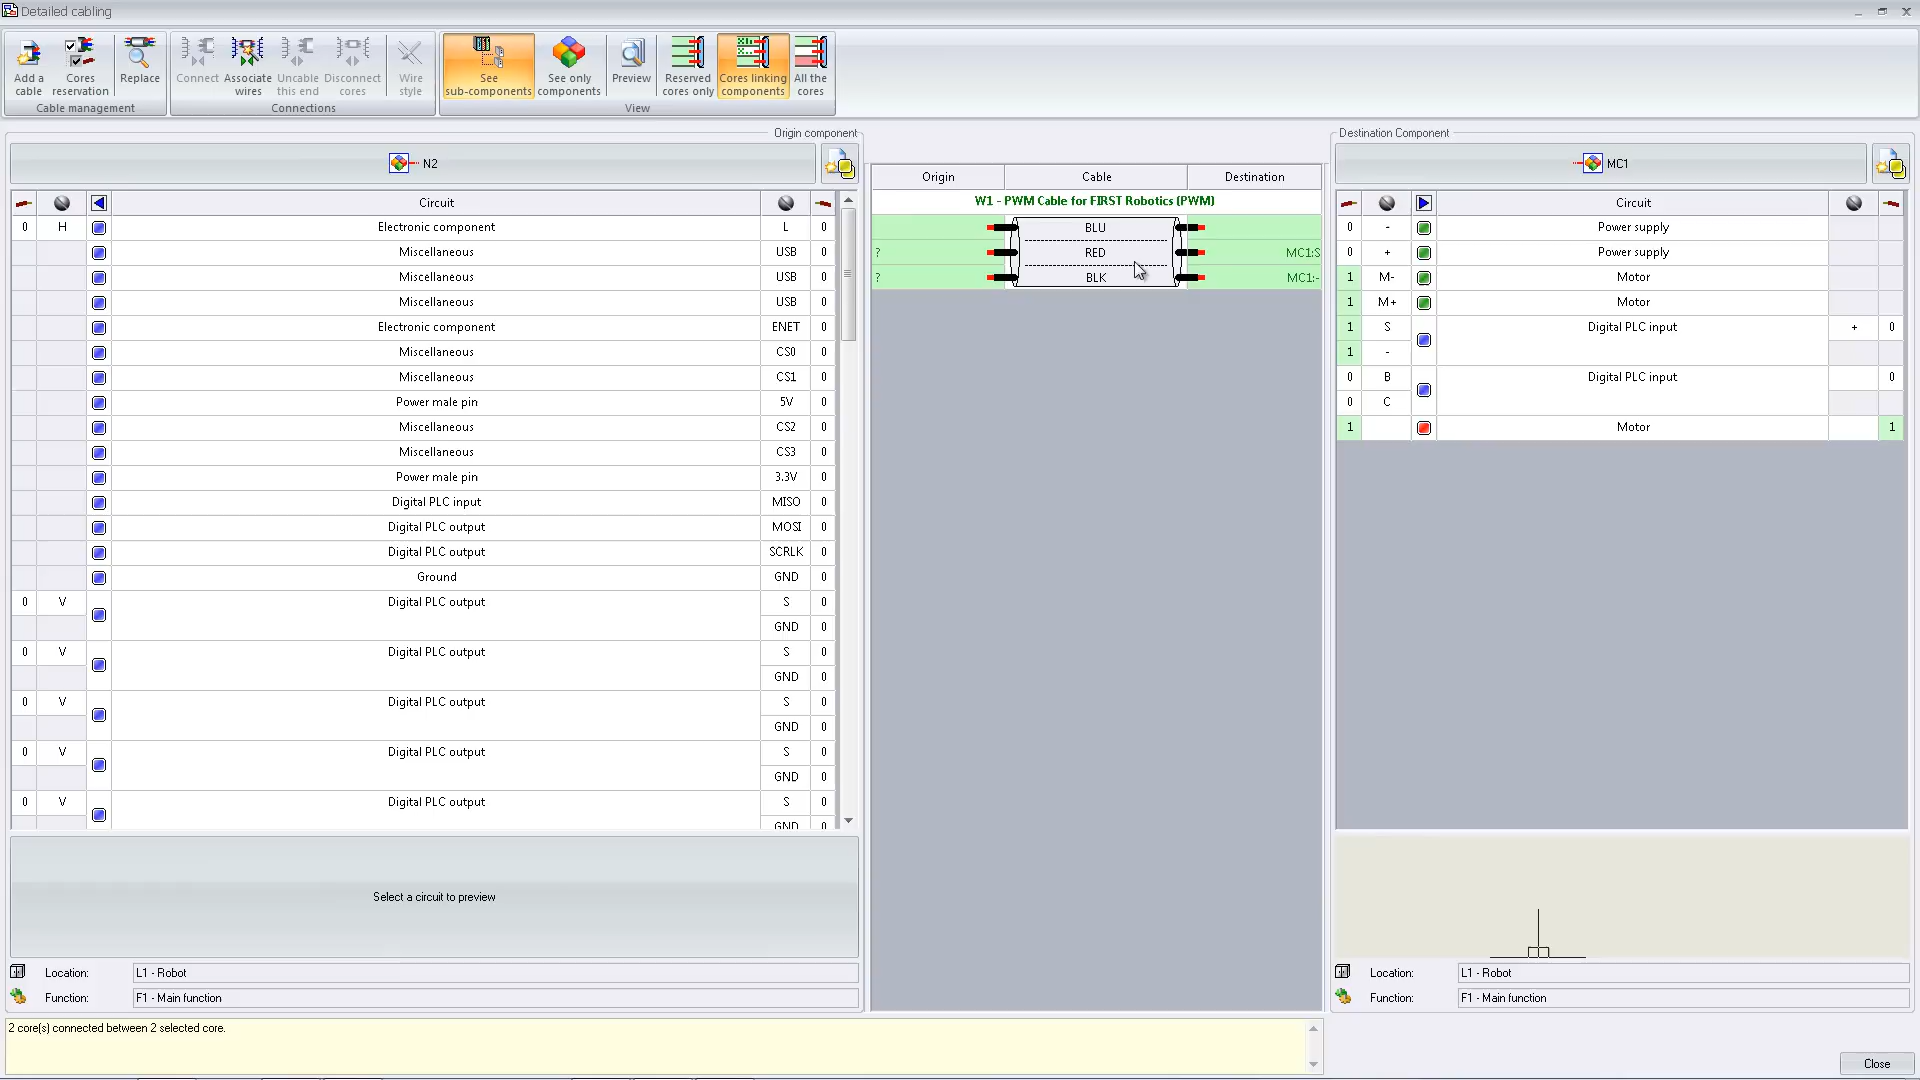 Detailed cabling
Add a cable
Cores reservation
Replace
Cable management
Connect
Associate wires
Uncable this end
Disconnect cores
Connections
Wire style
See sub-components
See only components
Preview
Reserved cores only
Cores linking components
All the cores
View
Origin component
N2
Circuit
0 H Electronic component L 0
Miscellaneous USB 0
Miscellaneous USB 0
Miscellaneous USB 0
Electronic component ENET 0
Miscellaneous CS0 0
Miscellaneous CS1 0
Power male pin 5V 0
Miscellaneous CS2 0
Miscellaneous CS3 0
Power male pin 3.3V 0
Digital PLC input MISO 0
Digital PLC output MOSI 0
Digital PLC output SCRLK 0
Ground GND 0
0 V Digital PLC output S 0
GND 0
0 V Digital PLC output S 0
GND 0
0 V Digital PLC output S 0
GND 0
0 V Digital PLC output S 0
GND 0
0 V Digital PLC output S 0
GND 0
Select a circuit to preview
Location: L1 - Robot
Function: F1 - Main function
Origin Cable Destination
W1 - PWM Cable for FIRST Robotics (PWM)
BLU
? RED MC1:S
? BLK MC1:-
Destination Component
MC1
Circuit
0 - Power supply
0 + Power supply
1 M- Motor
1 M+ Motor
1 S Digital PLC input + 0
1 -
0 B Digital PLC input 0
0 C
1 Motor 1
Location: L1 - Robot
Function: F1 - Main function
2 core(s) connected between 2 selected core.
Close